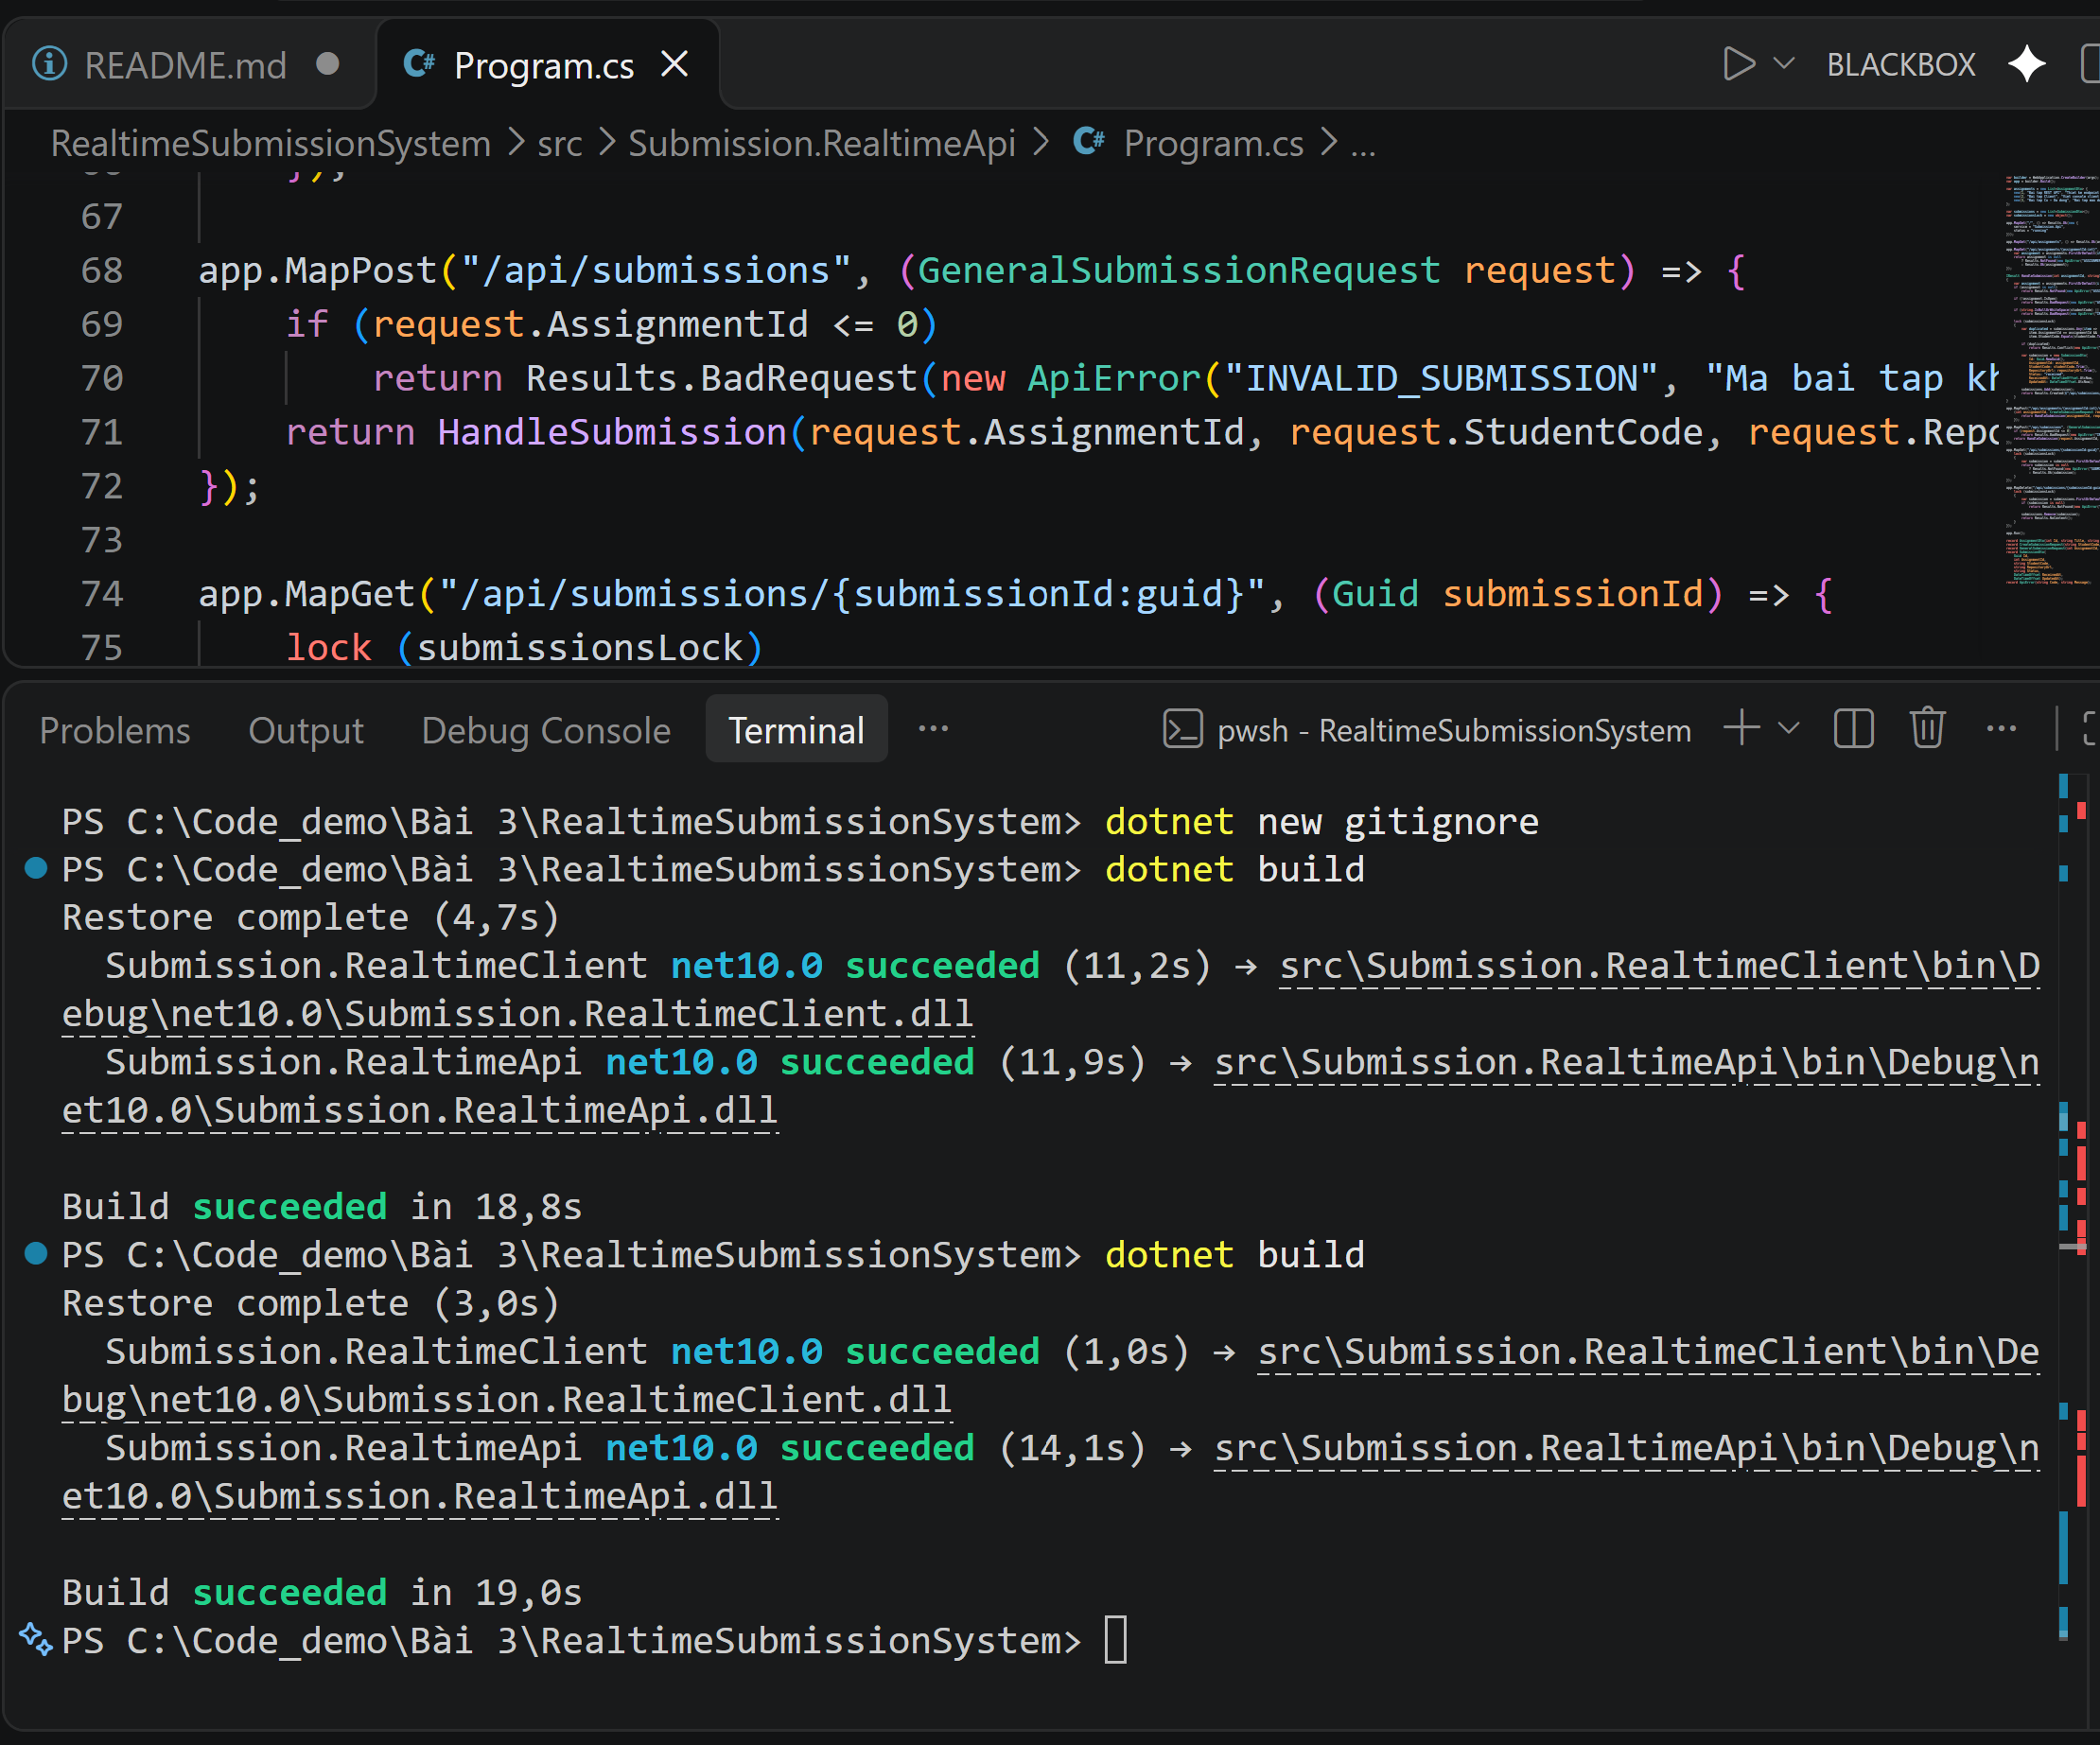 README.md
Program.cs
BLACKBOX
RealtimeSubmissionSystem > src > Submission.RealtimeApi > Program.cs > ...
67
68 app.MapPost("/api/submissions", (GeneralSubmissionRequest request) => {
69 if (request.AssignmentId <= 0)
70 return Results.BadRequest(new ApiError("INVALID_SUBMISSION", "Ma bai tap kh
71 return HandleSubmission(request.AssignmentId, request.StudentCode, request.Repo
72 });
73
74 app.MapGet("/api/submissions/{submissionId:guid}", (Guid submissionId) => {
75 lock (submissionsLock)
Problems Output Debug Console Terminal ... pwsh - RealtimeSubmissionSystem
PS C:\Code_demo\Bài 3\RealtimeSubmissionSystem> dotnet new gitignore
PS C:\Code_demo\Bài 3\RealtimeSubmissionSystem> dotnet build
Restore complete (4,7s)
Submission.RealtimeClient net10.0 succeeded (11,2s) → src\Submission.RealtimeClient\bin\D
ebug\net10.0\Submission.RealtimeClient.dll
Submission.RealtimeApi net10.0 succeeded (11,9s) → src\Submission.RealtimeApi\bin\Debug\n
et10.0\Submission.RealtimeApi.dll
Build succeeded in 18,8s
PS C:\Code_demo\Bài 3\RealtimeSubmissionSystem> dotnet build
Restore complete (3,0s)
Submission.RealtimeClient net10.0 succeeded (1,0s) → src\Submission.RealtimeClient\bin\De
bug\net10.0\Submission.RealtimeClient.dll
Submission.RealtimeApi net10.0 succeeded (14,1s) → src\Submission.RealtimeApi\bin\Debug\n
et10.0\Submission.RealtimeApi.dll
Build succeeded in 19,0s
PS C:\Code_demo\Bài 3\RealtimeSubmissionSystem>